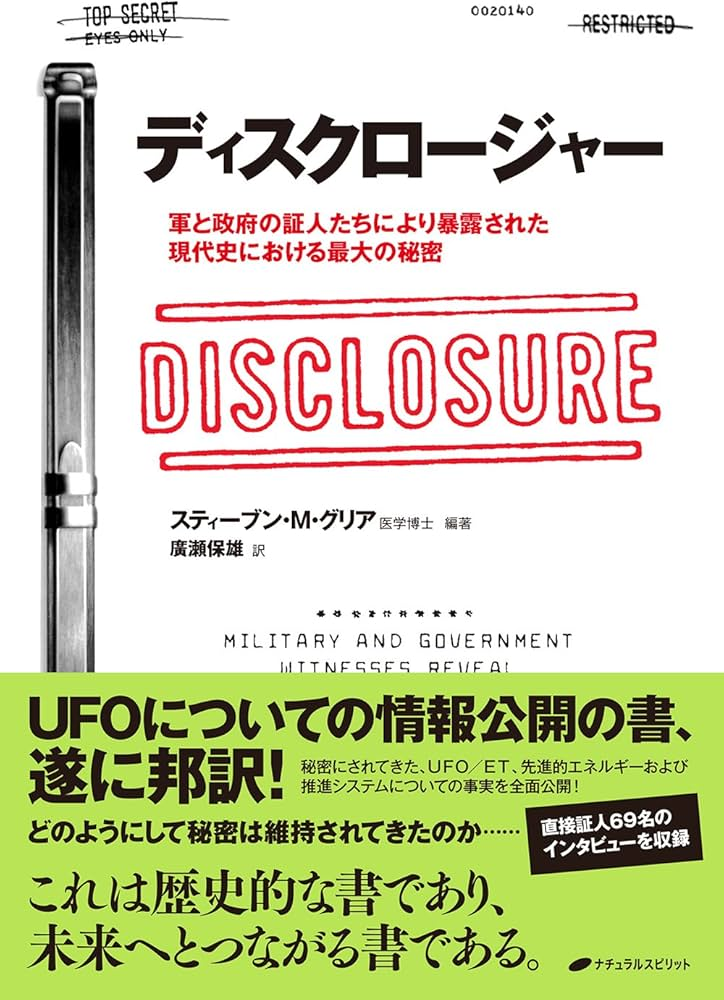 TOP SECRET
EYES ONLY
0020140
RESTRICTED
ディスクロージャー
軍と政府の証人たちにより暴露された
現代史における最大の秘密
DISCLOSURE
スティーブン・M・グリア 医学博士 編著
廣瀬保雄 訳
MILITARY AND GOVERNMENT
WITNESSES REVEAL
UFOについての情報公開の書、
遂に邦訳!
秘密にされてきた、UFO/ET、先進的エネルギーおよび
推進システムについての事実を全面公開!
どのようにして秘密は維持されてきたのか……
直接証人69名の
インタビューを収録
これは歴史的な書であり、
未来へとつながる書である。
ナチュラルスピリット